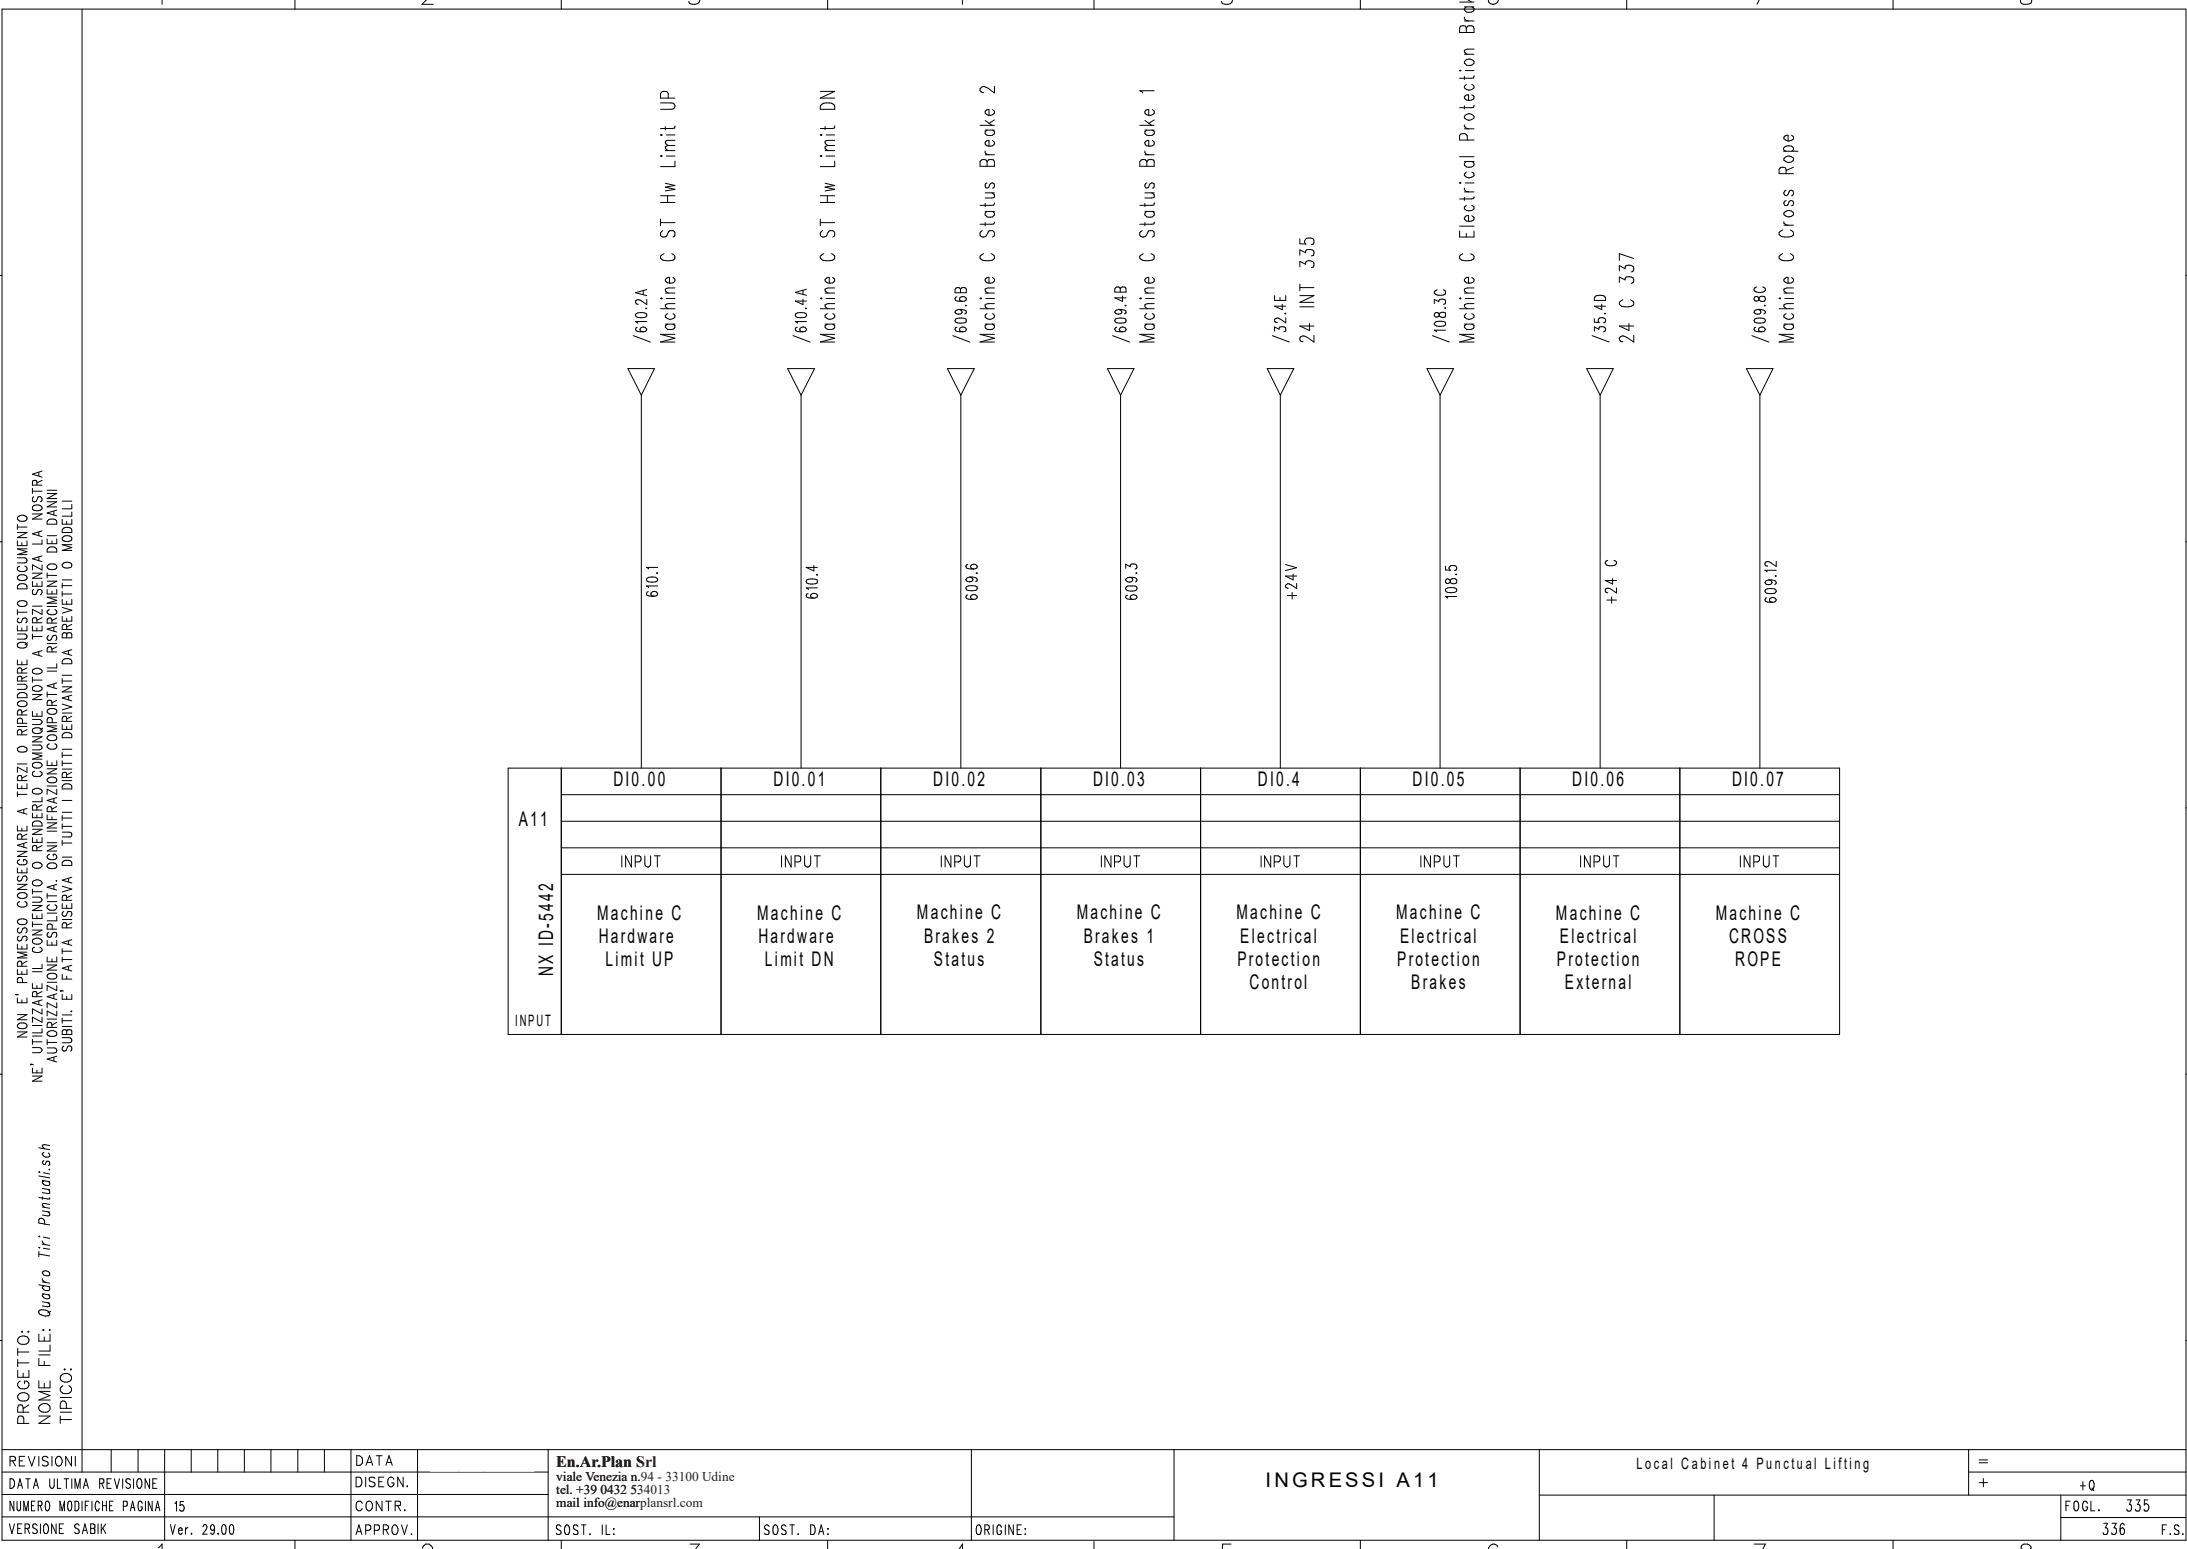 /610.2A
Machine C ST Hw Limit UP
/610.4A
Machine C ST Hw Limit DN
/609.6B
Machine C Status Breake 2
/609.4B
Machine C Status Breake 1
/32.4E
24 INT 335
/108.3C
Machine C Electrical Protection
/35.4D
24 C 337
/609.8C
Machine C Cross Rope
610.1
610.4
609.6
609.3
+24V
108.5
+24 C
609.12
A11
NX ID-5442
INPUT
DI0.00
DI0.01
DI0.02
DI0.03
DI0.4
DI0.05
DI0.06
DI0.07
INPUT
INPUT
INPUT
INPUT
INPUT
INPUT
INPUT
INPUT
Machine C
Hardware
Limit UP
Machine C
Hardware
Limit DN
Machine C
Brakes 2
Status
Machine C
Brakes 1
Status
Machine C
Electrical
Protection
Control
Machine C
Electrical
Protection
Brakes
Machine C
Electrical
Protection
External
Machine C
CROSS
ROPE
NON E' PERMESSO CONSEGNARE A TERZI O RIPRODURRE QUESTO DOCUMENTO
NE' UTILIZZARE IL CONTENUTO O RENDERLO COMUNQUE NOTO A TERZI SENZA LA NOSTRA
AUTORIZZAZIONE ESPLICITA. OGNI INFRAZIONE COMPORTA IL RISARCIMENTO DEI DANNI
SUBITI. E' FATTA RISERVA DI TUTTI I DIRITTI DERIVANTI DA BREVETTI O MODELLI
PROGETTO:
NOME FILE: Quadro Tiri Puntuali.sch
TIPICO:
REVISIONI
DATA ULTIMA REVISIONE
NUMERO MODIFICHE PAGINA 15
VERSIONE SABIK Ver. 29.00
DATA
DISEGN.
CONTR.
APPROV.
En.Ar.Plan Srl
viale Venezia n.94 - 33100 Udine
tel. +39 0432 534013
mail info@enarplansrl.com
SOST. IL:
SOST. DA:
ORIGINE:
INGRESSI A11
Local Cabinet 4 Punctual Lifting
=
+ +Q
FOGL. 335
336 F.S.